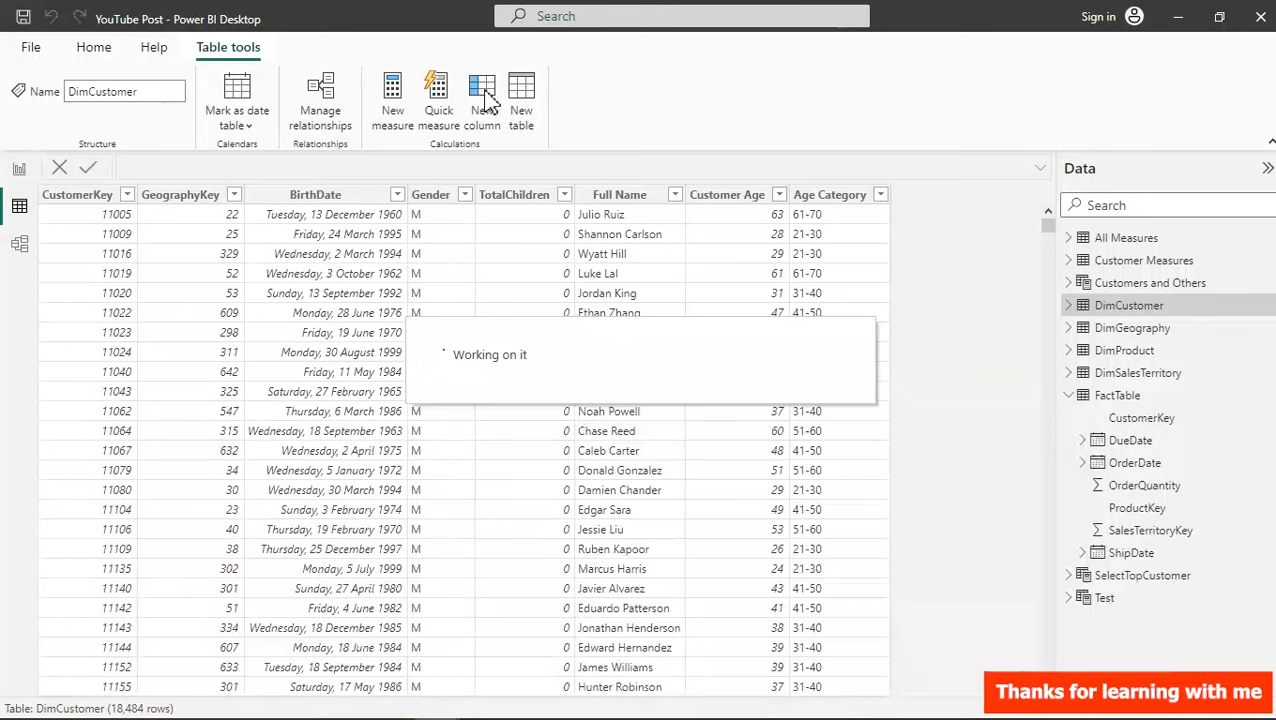 YouTube Post - Power BI Desktop
Search
Sign in
File
Home
Help
Table tools
Name
DimCustomer
Mark as date table
Manage relationships
New measure
Quick measure
New column
New table
Structure
Calendars
Relationships
Calculations
Data
Search
CustomerKey GeographyKey BirthDate Gender TotalChildren Full Name Customer Age Age Category
11005 22 Tuesday, 13 December 1960 M 0 Julio Ruiz 63 61-70
11009 25 Friday, 24 March 1995 M 0 Shannon Carlson 28 21-30
11016 329 Wednesday, 2 March 1994 M 0 Wyatt Hill 29 21-30
11019 52 Wednesday, 3 October 1962 M 0 Luke Lal 61 61-70
11020 53 Sunday, 13 September 1992 M 0 Jordan King 31 31-40
11022 609 Monday, 28 June 1976 M 0 Ethan Zhang 47 41-50
11023 298 Friday, 19 June 1970
11024 311 Monday, 30 August 1999
11040 642 Friday, 11 May 1984
11043 325 Saturday, 27 February 1965
Working on it
11062 547 Thursday, 6 March 1986 M 0 Noah Powell 37 31-40
11064 315 Wednesday, 18 September 1963 M 0 Chase Reed 60 51-60
11067 632 Wednesday, 2 April 1975 M 0 Caleb Carter 48 41-50
11079 34 Wednesday, 5 January 1972 M 0 Donald Gonzalez 51 51-60
11080 30 Wednesday, 30 March 1994 M 0 Damien Chander 29 21-30
11104 23 Sunday, 3 February 1974 M 0 Edgar Sara 49 41-50
11106 40 Thursday, 19 February 1970 M 0 Jessie Liu 53 51-60
11109 38 Thursday, 25 December 1997 M 0 Ruben Kapoor 26 21-30
11135 302 Monday, 5 July 1999 M 0 Marcus Harris 24 21-30
11140 301 Sunday, 27 April 1980 M 0 Javier Alvarez 43 41-50
11142 51 Friday, 4 June 1982 M 0 Eduardo Patterson 41 41-50
11143 334 Wednesday, 18 December 1985 M 0 Jonathan Henderson 38 31-40
11144 607 Monday, 18 June 1984 M 0 Edward Hernandez 39 31-40
11152 633 Tuesday, 18 September 1984 M 0 James Williams 39 31-40
11155 301 Saturday, 17 May 1986 M 0 Hunter Robinson 37 31-40
All Measures
Customer Measures
Customers and Others
DimCustomer
DimGeography
DimProduct
DimSalesTerritory
FactTable
CustomerKey
DueDate
OrderDate
OrderQuantity
ProductKey
SalesTerritoryKey
ShipDate
SelectTopCustomer
Test
Thanks for learning with me
Table: DimCustomer (18,484 rows)